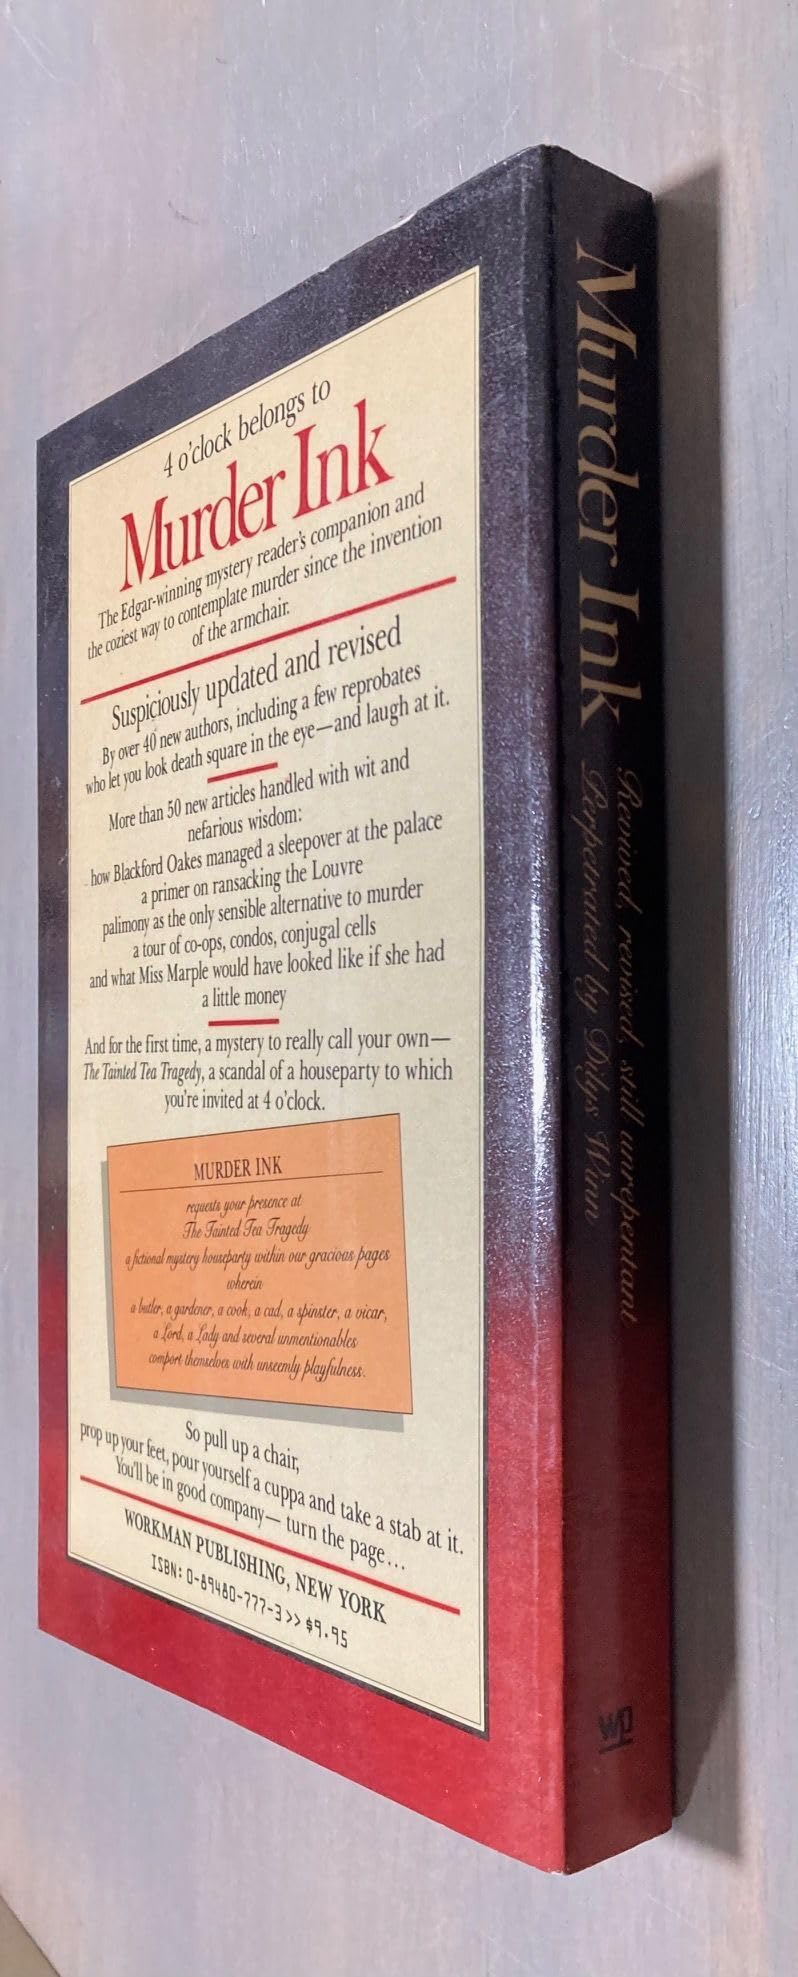 4 o'clock belongs to
Murder Ink
The Edgar-winning mystery reader's companion and
the coziest way to contemplate murder since the invention
of the armchair.
Suspiciously updated and revised
By over 40 new authors, including a few reprobates
who let you look death square in the eye—and laugh at it.
More than 50 new articles handled with wit and
nefarious wisdom:
how Blackford Oakes managed a sleepover at the palace
a primer on ransacking the Louvre
palimony as the only sensible alternative to murder
a tour of co-ops, condos, conjugal cells
and what Miss Marple would have looked like if she had
a little money
And for the first time, a mystery to really call your own—
The Tainted Tea Tragedy, a scandal of a houseparty to which
you're invited at 4 o'clock.
MURDER INK
requests your presence at
The Tainted Tea Tragedy
a fictional mystery houseparty within our gracious pages
wherein
a butler, a gardener, a cook, a cad, a spinster, a vicar,
a Lord, a Lady and several unmentionables
comport themselves with unseemly playfulness.
So pull up a chair,
prop up your feet, pour yourself a cuppa and take a stab at it.
You'll be in good company— turn the page...
WORKMAN PUBLISHING, NEW YORK
ISBN: 0-89480-777-3 >> $9.95
Murder Ink
Revised, revised, still unrepentant
Perpetrated by Dilys Winn
WP